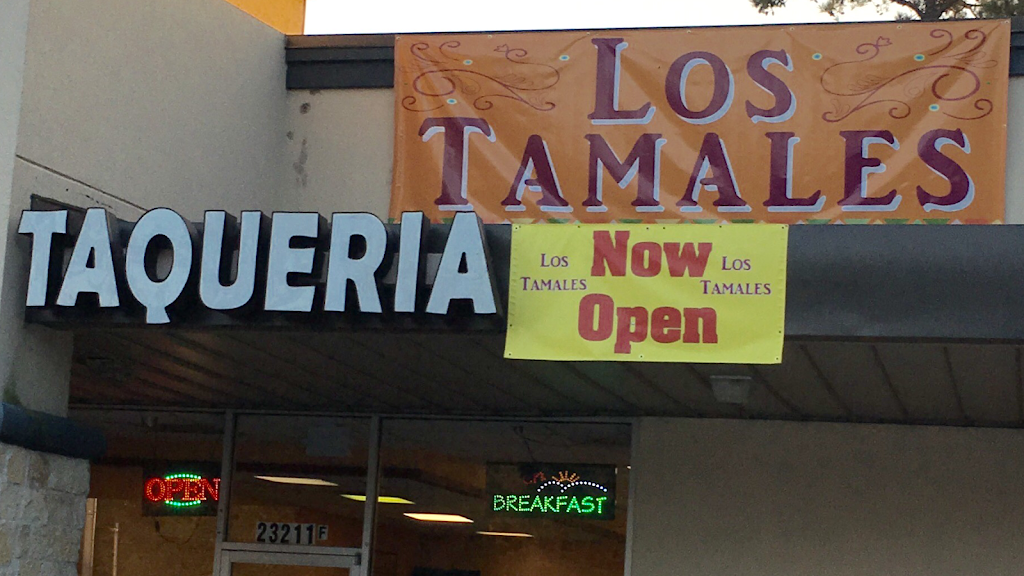 Los
Tamales
TAQUERIA
Los Tamales
Now Open
Los Tamales
OPEN
BREAKFAST
23211 F